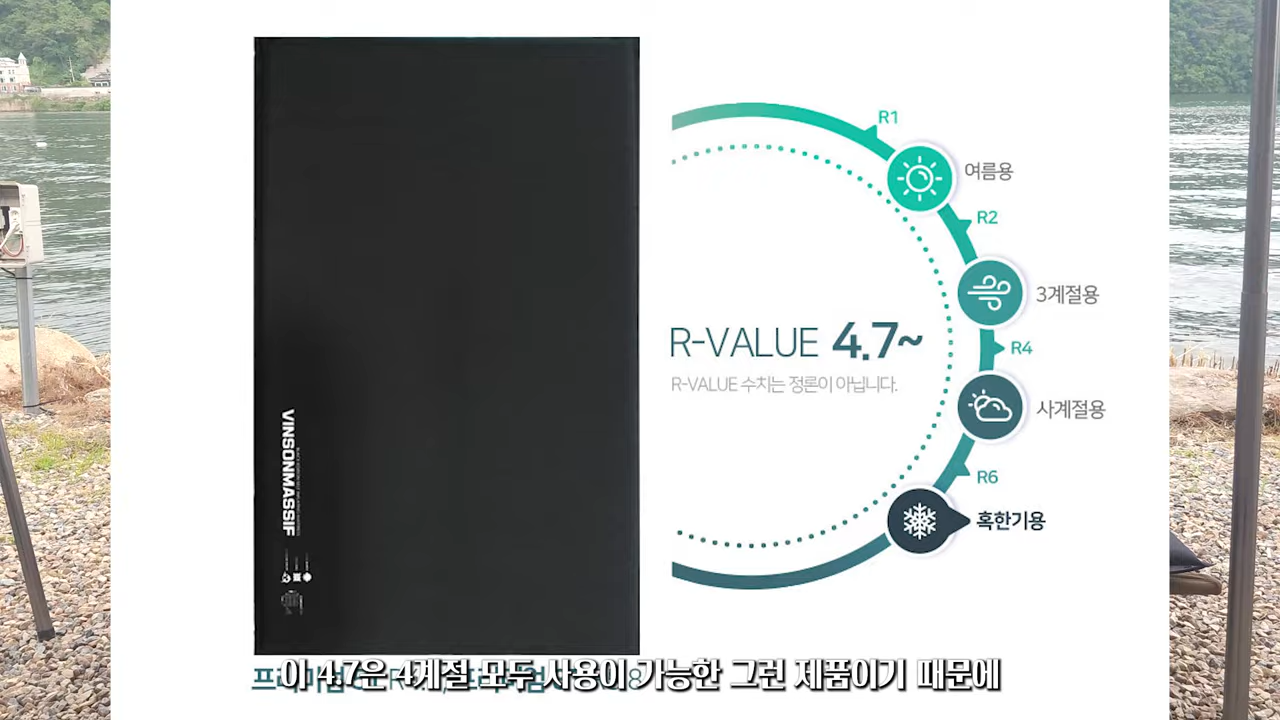 R1
여름용
R2
3계절용
R-VALUE 4.7~
R4
R-VALUE 수치는 정론이 아닙니다.
사계절용
VINSONMASSIF
R6
혹한기용
이 4.7은 4계절 모두 사용이 가능한 그런 제품이기 때문에